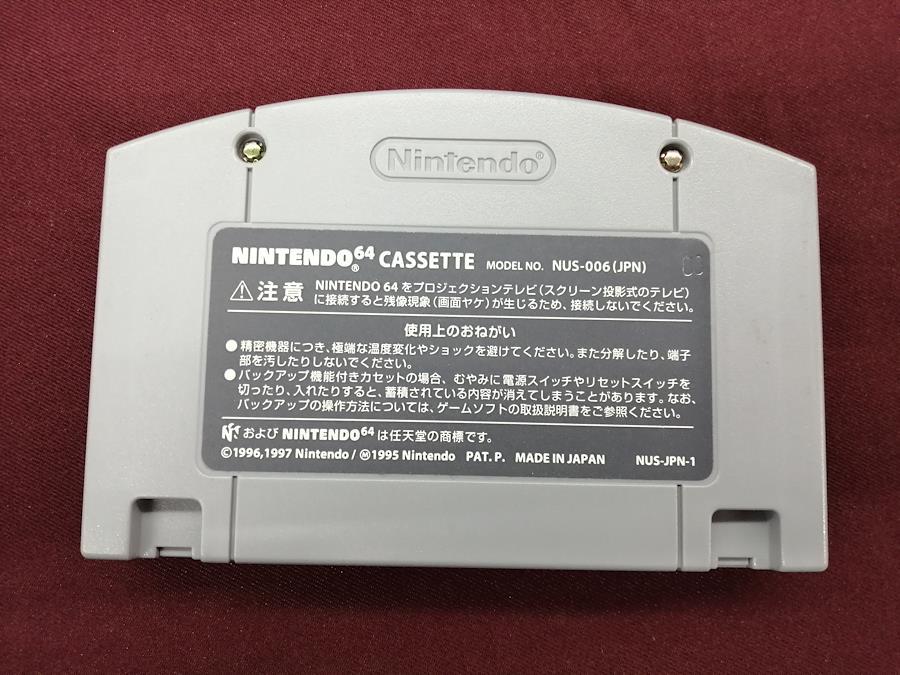 Nintendo®
NINTENDO64® CASSETTE MODEL NO. NUS-006(JPN)
⚠注意 NINTENDO 64をプロジェクションテレビ(スクリーン投影式のテレビ)
に接続すると残像現象(画面ヤケ)が生じるため、接続しないでください。
使用上のおねがい
●精密機器につき、極端な温度変化やショックを避けてください。また分解したり、端子
部を汚したりしないでください。
●バックアップ機能付きカセットの場合、むやみに電源スイッチやリセットスイッチを
切ったり、入れたりすると、蓄積されている内容が消えてしまうことがあります。なお、
バックアップの操作方法については、ゲームソフトの取扱説明書をご参照ください。
および NINTENDO64 は任天堂の商標です。
©1996,1997 Nintendo/Ⓜ1995 Nintendo PAT. P. MADE IN JAPAN NUS-JPN-1